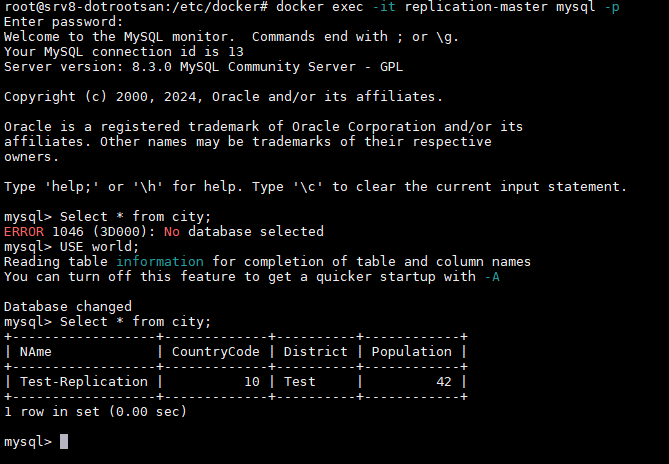 root@srv8-dotrootsan:/etc/docker# docker exec -it replication-master mysql -p
Enter password:
Welcome to the MySQL monitor.  Commands end with ; or \g.
Your MySQL connection id is 13
Server version: 8.3.0 MySQL Community Server - GPL

Copyright (c) 2000, 2024, Oracle and/or its affiliates.

Oracle is a registered trademark of Oracle Corporation and/or its
affiliates. Other names may be trademarks of their respective
owners.

Type 'help;' or '\h' for help. Type '\c' to clear the current input statement.

mysql> Select * from city;
ERROR 1046 (3D000): No database selected
mysql> USE world;
Reading table information for completion of table and column names
You can turn off this feature to get a quicker startup with -A

Database changed
mysql> Select * from city;
+------------------+-------------+----------+------------+
| NAme             | CountryCode | District | Population |
+------------------+-------------+----------+------------+
| Test-Replication |          10 | Test     |         42 |
+------------------+-------------+----------+------------+
1 row in set (0.00 sec)

mysql>